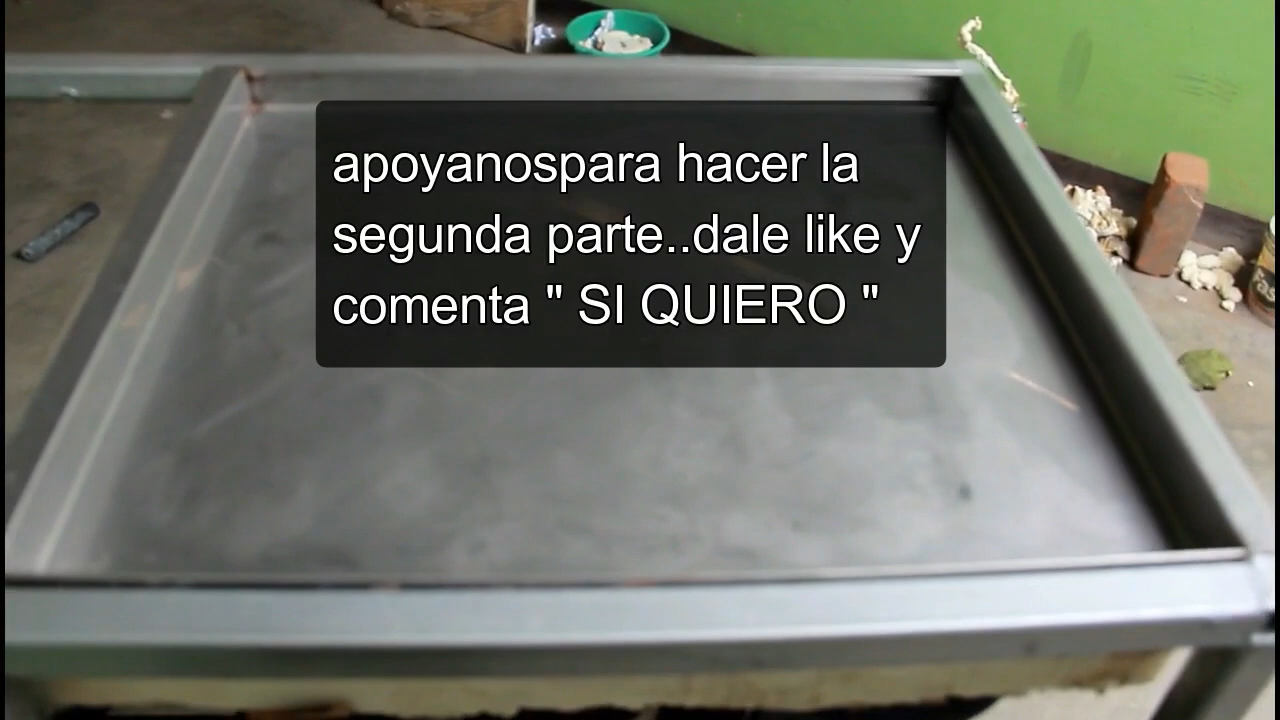 apoyanospara hacer la
segunda parte..dale like y
comenta " SI QUIERO "